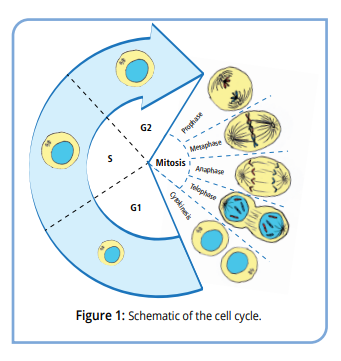 G2
S
G1
Mitosis
Prophase
Metaphase
Anaphase
Telophase
Cytokinesis
Figure 1: Schematic of the cell cycle.